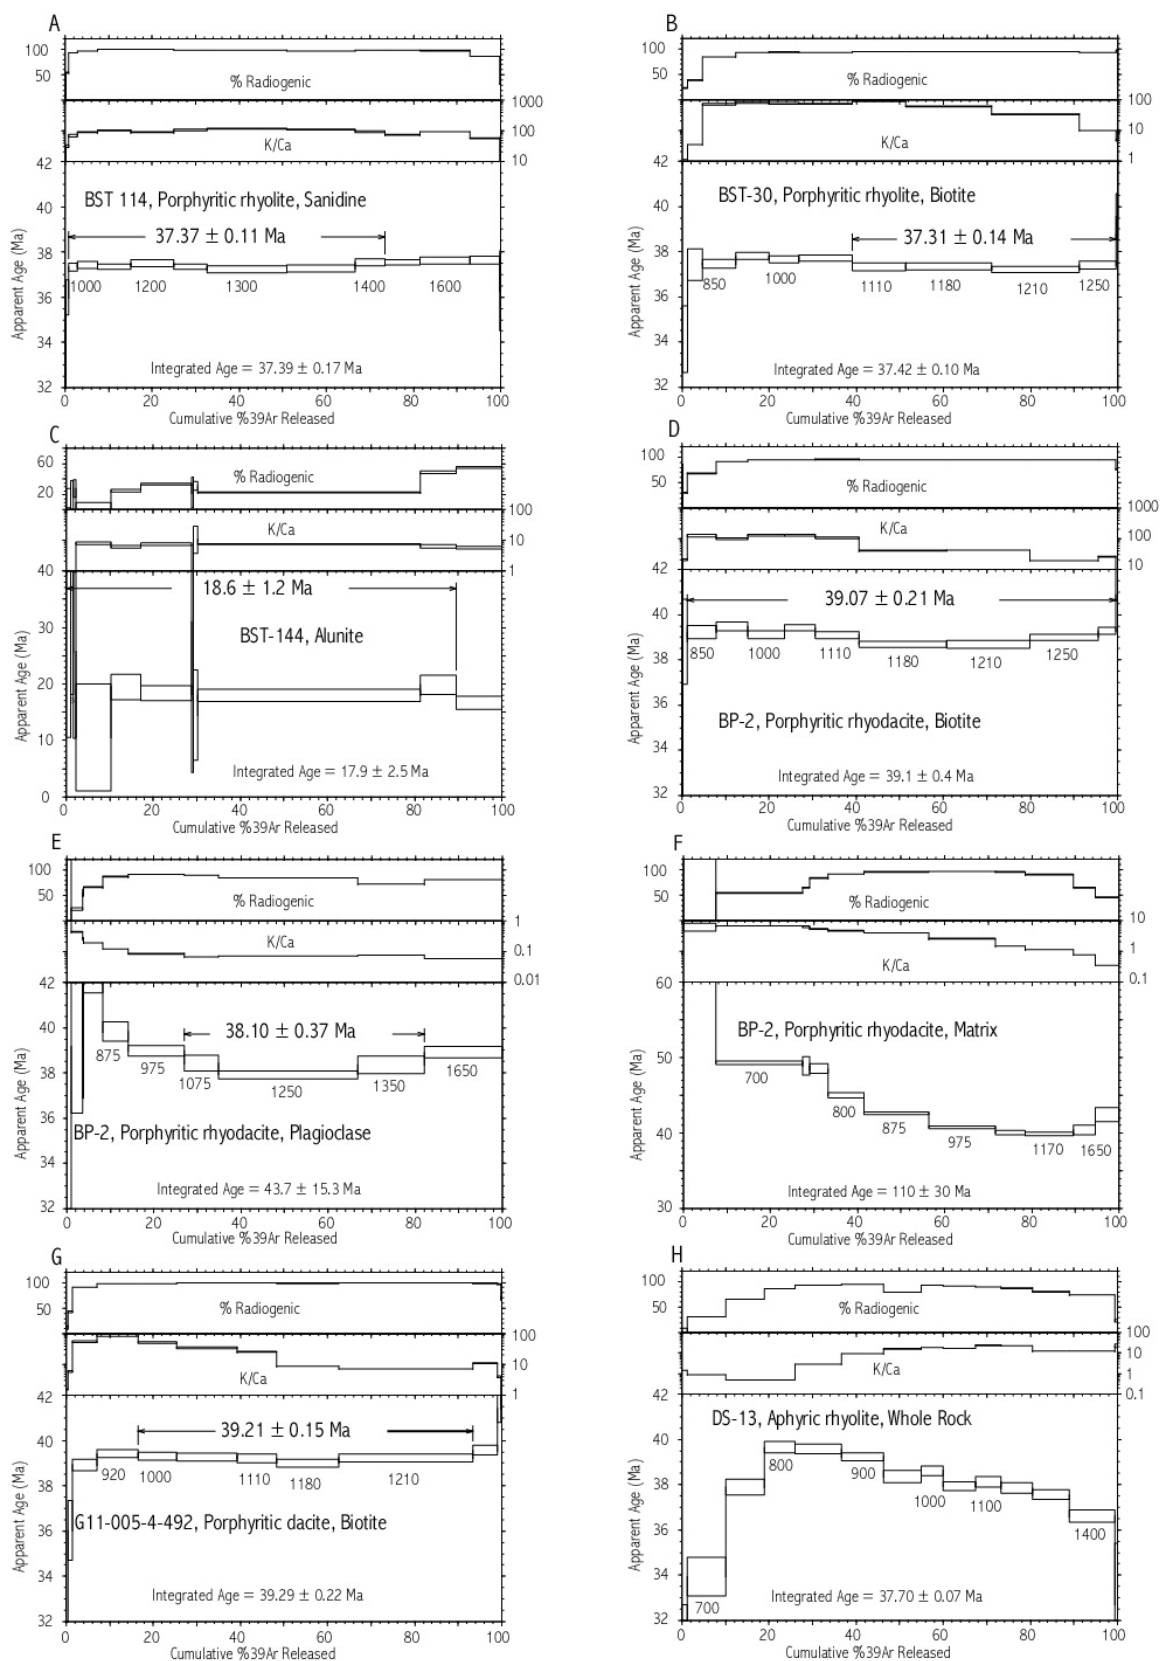 A
100
50
% Radiogenic
1000
100
10
K/Ca
42
40
38
36
34
32
Apparent Age (Ma)
BST 114, Porphyritic rhyolite, Sanidine
37.37 ± 0.11 Ma
1000 1200 1300 1400 1600
Integrated Age = 37.39 ± 0.17 Ma
0 20 40 60 80 100
Cumulative %39Ar Released
B
100
50
% Radiogenic
100
10
1
K/Ca
42
40
38
36
34
32
Apparent Age (Ma)
BST-30, Porphyritic rhyolite, Biotite
37.31 ± 0.14 Ma
850 1000 1110 1180 1210 1250
Integrated Age = 37.42 ± 0.10 Ma
0 20 40 60 80 100
Cumulative %39Ar Released
C
60
20
% Radiogenic
100
10
1
K/Ca
40
30
20
10
0
Apparent Age (Ma)
18.6 ± 1.2 Ma
BST-144, Alunite
Integrated Age = 17.9 ± 2.5 Ma
0 20 40 60 80 100
Cumulative %39Ar Released
D
100
50
% Radiogenic
1000
100
10
K/Ca
42
40
38
36
34
32
Apparent Age (Ma)
39.07 ± 0.21 Ma
850 1000 1110 1180 1210 1250
BP-2, Porphyritic rhyodacite, Biotite
Integrated Age = 39.1 ± 0.4 Ma
0 20 40 60 80 100
Cumulative %39Ar Released
E
100
50
% Radiogenic
1
0.1
0.01
K/Ca
42
40
38
36
34
32
Apparent Age (Ma)
38.10 ± 0.37 Ma
875 975 1075 1250 1350 1650
BP-2, Porphyritic rhyodacite, Plagioclase
Integrated Age = 43.7 ± 15.3 Ma
0 20 40 60 80 100
Cumulative %39Ar Released
F
100
50
% Radiogenic
10
1
0.1
K/Ca
60
50
40
30
Apparent Age (Ma)
BP-2, Porphyritic rhyodacite, Matrix
700 800 875 975 1170 1650
Integrated Age = 110 ± 30 Ma
0 20 40 60 80 100
Cumulative %39Ar Released
G
100
50
% Radiogenic
100
10
1
K/Ca
42
40
38
36
34
32
Apparent Age (Ma)
39.21 ± 0.15 Ma
920 1000 1110 1180 1210
G11-005-4-492, Porphyritic dacite, Biotite
Integrated Age = 39.29 ± 0.22 Ma
0 20 40 60 80 100
Cumulative %39Ar Released
H
100
50
% Radiogenic
100
10
1
0.1
K/Ca
42
40
38
36
34
32
Apparent Age (Ma)
DS-13, Aphyric rhyolite, Whole Rock
700 800 900 1000 1100 1400
Integrated Age = 37.70 ± 0.07 Ma
0 20 40 60 80 100
Cumulative %39Ar Released